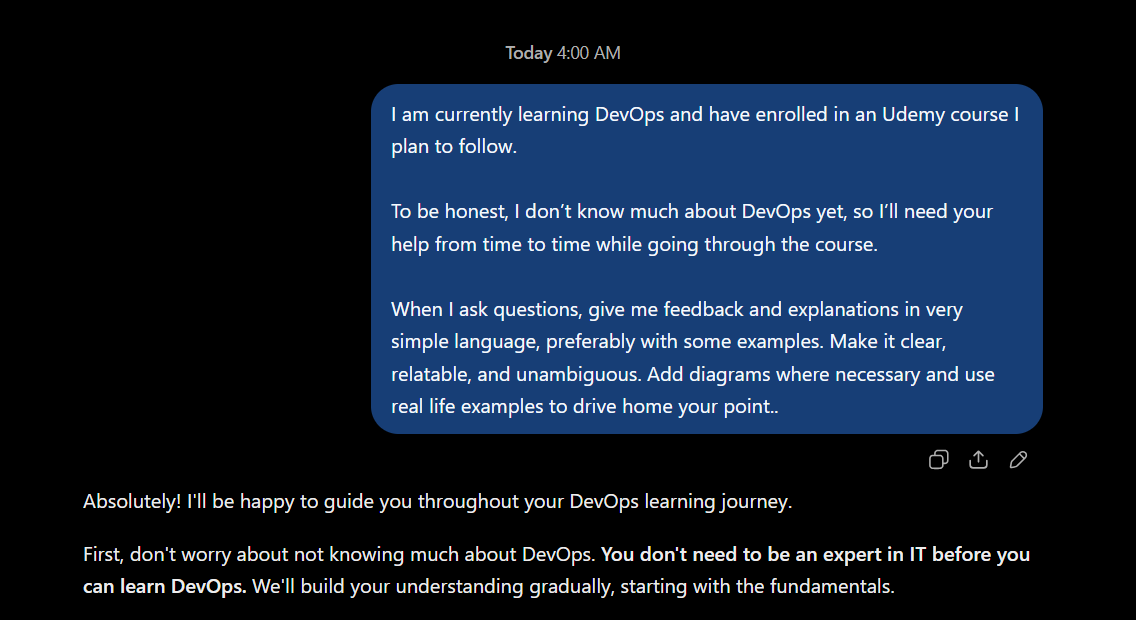 Today 4:00 AM
I am currently learning DevOps and have enrolled in an Udemy course I
plan to follow.
To be honest, I don’t know much about DevOps yet, so I’ll need your
help from time to time while going through the course.
When I ask questions, give me feedback and explanations in very
simple language, preferably with some examples. Make it clear,
relatable, and unambiguous. Add diagrams where necessary and use
real life examples to drive home your point..
Absolutely! I'll be happy to guide you throughout your DevOps learning journey.
First, don't worry about not knowing much about DevOps. You don't need to be an expert in IT before you
can learn DevOps. We'll build your understanding gradually, starting with the fundamentals.